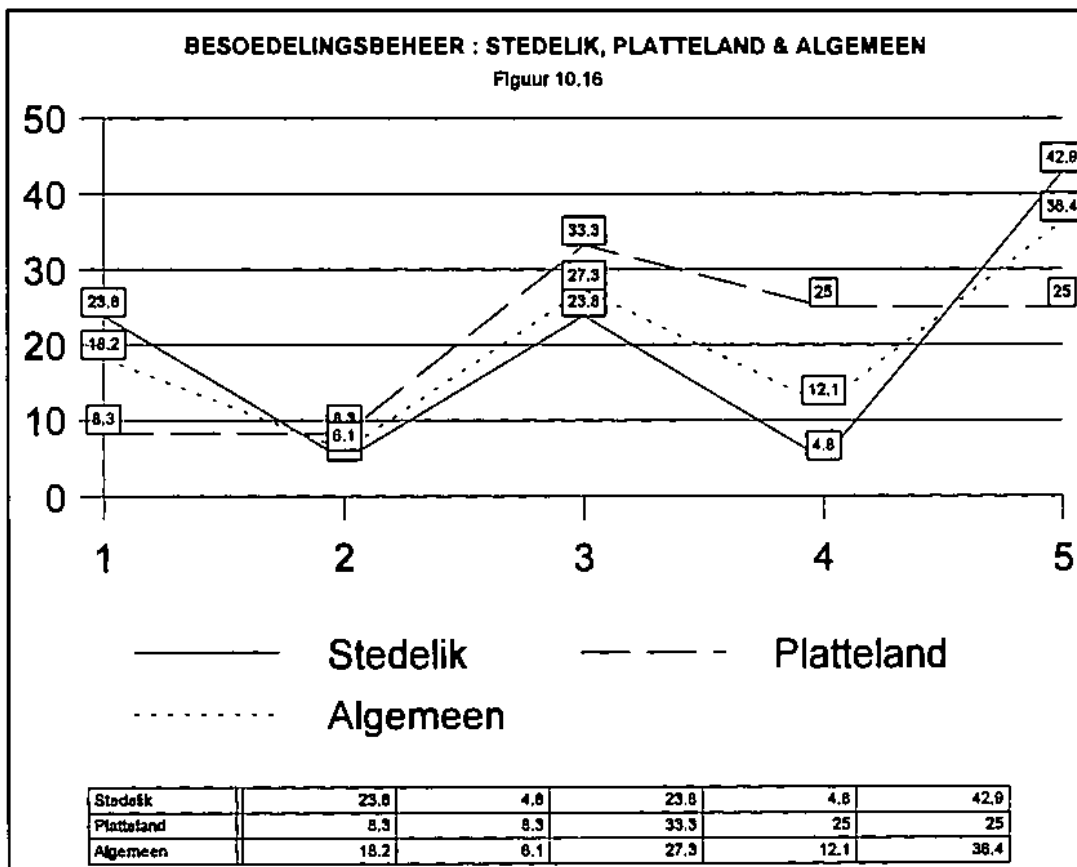 BESOEDELINGSBEHEER : STEDELIK, PLATTELAND & ALGEMEEN
Figuur 10.16
50
40
30
20
10
0
23.8
18.2
8.3
8.3
6.1
33.3
27.3
23.8
25
12.1
4.8
42.9
36.4
25
1 2 3 4 5
Stedelik Platteland
Algemeen
Stedelik 23.8 4.8 23.8 4.8 42.9
Platteland 8.3 8.3 33.3 25 25
Algemeen 18.2 6.1 27.3 12.1 36.4